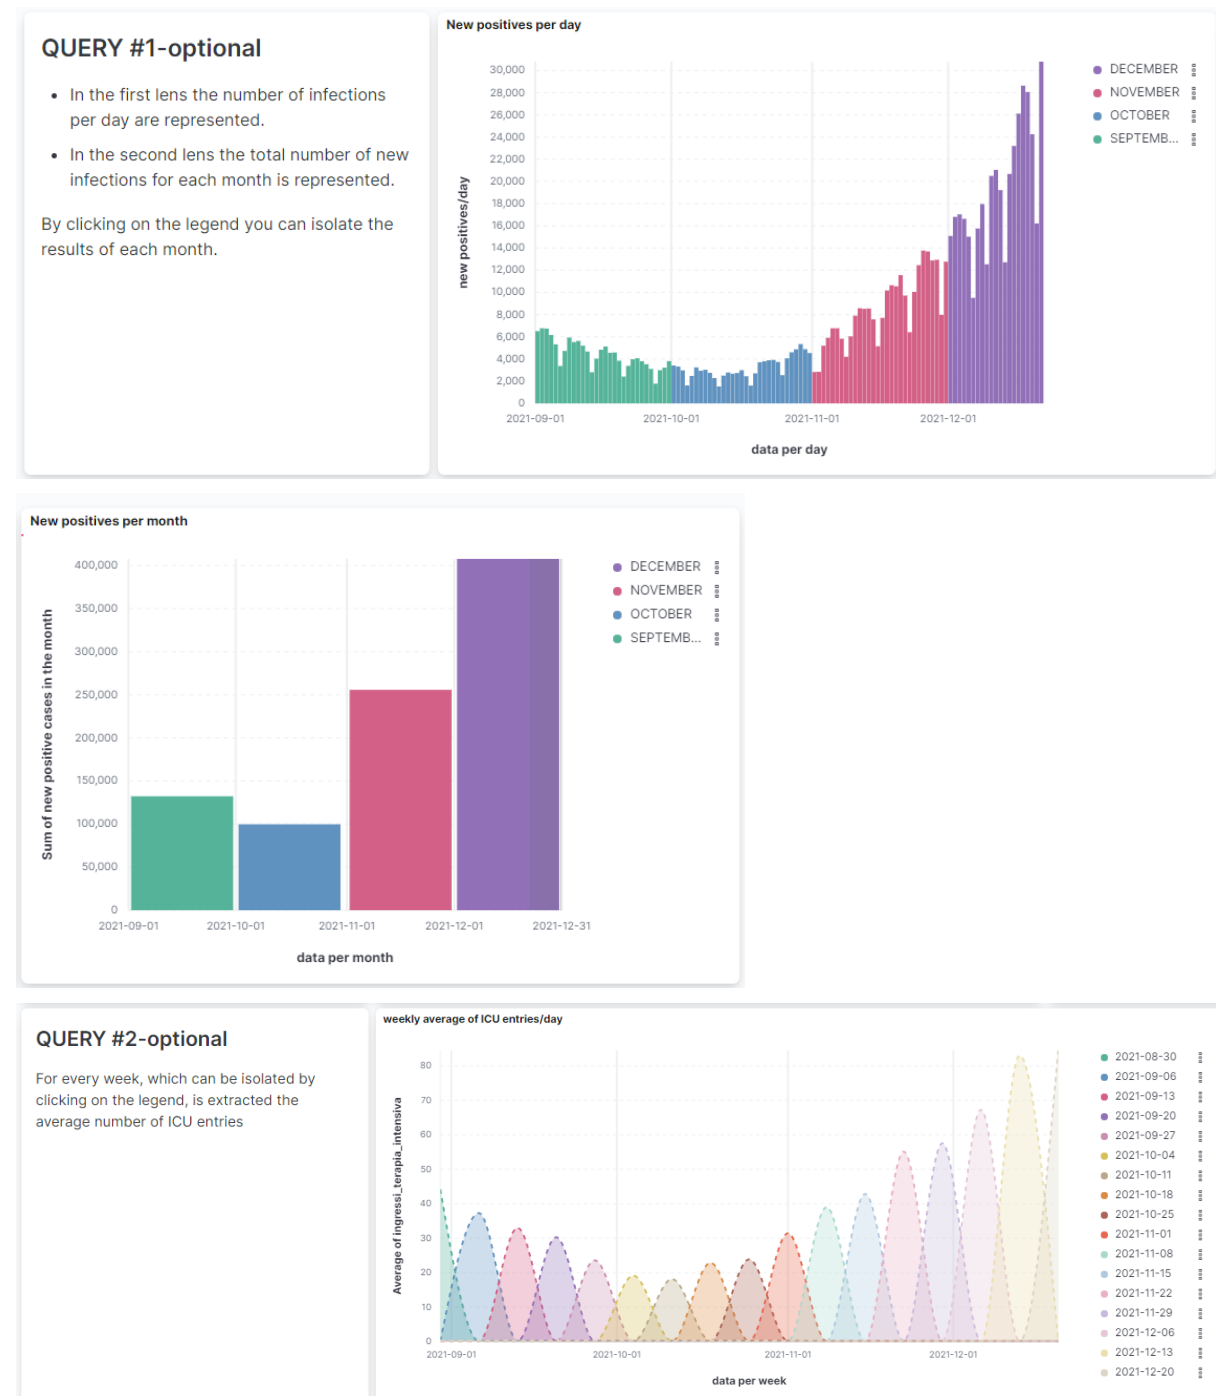 QUERY #1-optional
• In the first lens the number of infections
per day are represented.
• In the second lens the total number of new
infections for each month is represented.
By clicking on the legend you can isolate the
results of each month.
New positives per day
new positives/day
30,000
28,000
26,000
24,000
22,000
20,000
18,000
16,000
14,000
12,000
10,000
8,000
6,000
4,000
2,000
0
2021-09-01
2021-10-01
2021-11-01
2021-12-01
data per day
DECEMBER
NOVEMBER
OCTOBER
SEPTEMB...
New positives per month
Sum of new positive cases in the month
400,000
350,000
300,000
250,000
200,000
150,000
100,000
50,000
0
2021-09-01
2021-10-01
2021-11-01
2021-12-01
2021-12-31
data per month
DECEMBER
NOVEMBER
OCTOBER
SEPTEMB...
QUERY #2-optional
For every week, which can be isolated by
clicking on the legend, is extracted the
average number of ICU entries
weekly average of ICU entries/day
Average of ingressi_terapia_intensiva
80
70
60
50
40
30
20
10
0
2021-09-01
2021-10-01
2021-11-01
2021-12-01
data per week
2021-08-30
2021-09-06
2021-09-13
2021-09-20
2021-09-27
2021-10-04
2021-10-11
2021-10-18
2021-10-25
2021-11-01
2021-11-08
2021-11-15
2021-11-22
2021-11-29
2021-12-06
2021-12-13
2021-12-20